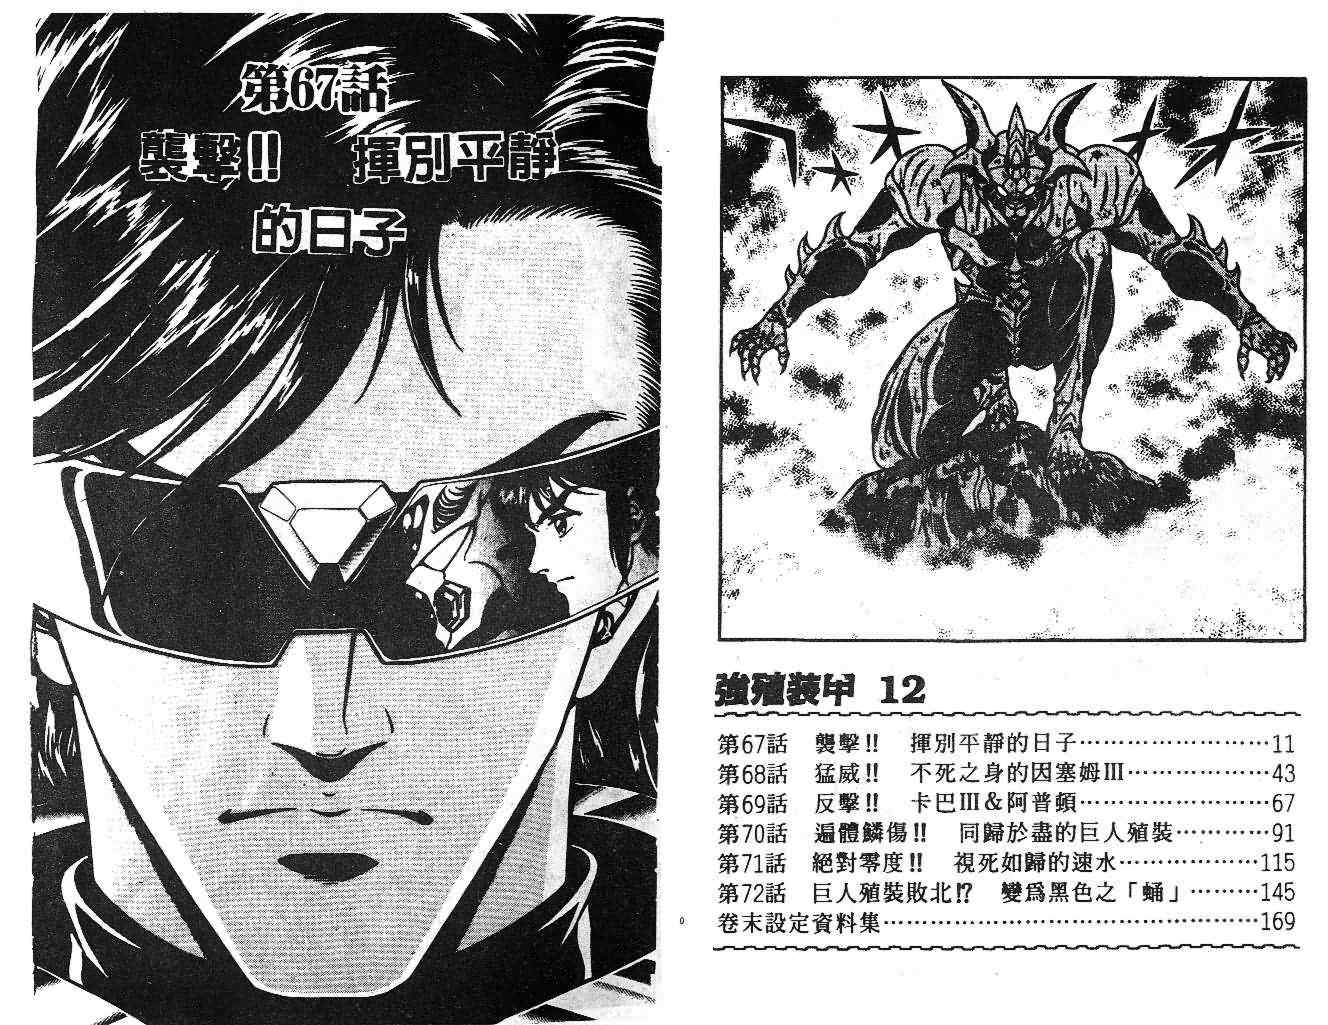 第67話
襲擊!! 揮別平靜
的日子
強殖装甲 12
第67話 襲擊!! 揮別平靜的日子……………………11
第68話 猛威!! 不死之身的因塞姆III………………43
第69話 反擊!! 卡巴III＆阿普頓……………………67
第70話 遍體鱗傷!! 同歸於盡的巨人殖裝…………91
第71話 絕對零度!! 視死如歸的速水………………115
第72話 巨人殖裝敗北!? 變爲黑色之「蛹」………145
卷末設定資料集…………………………………………169